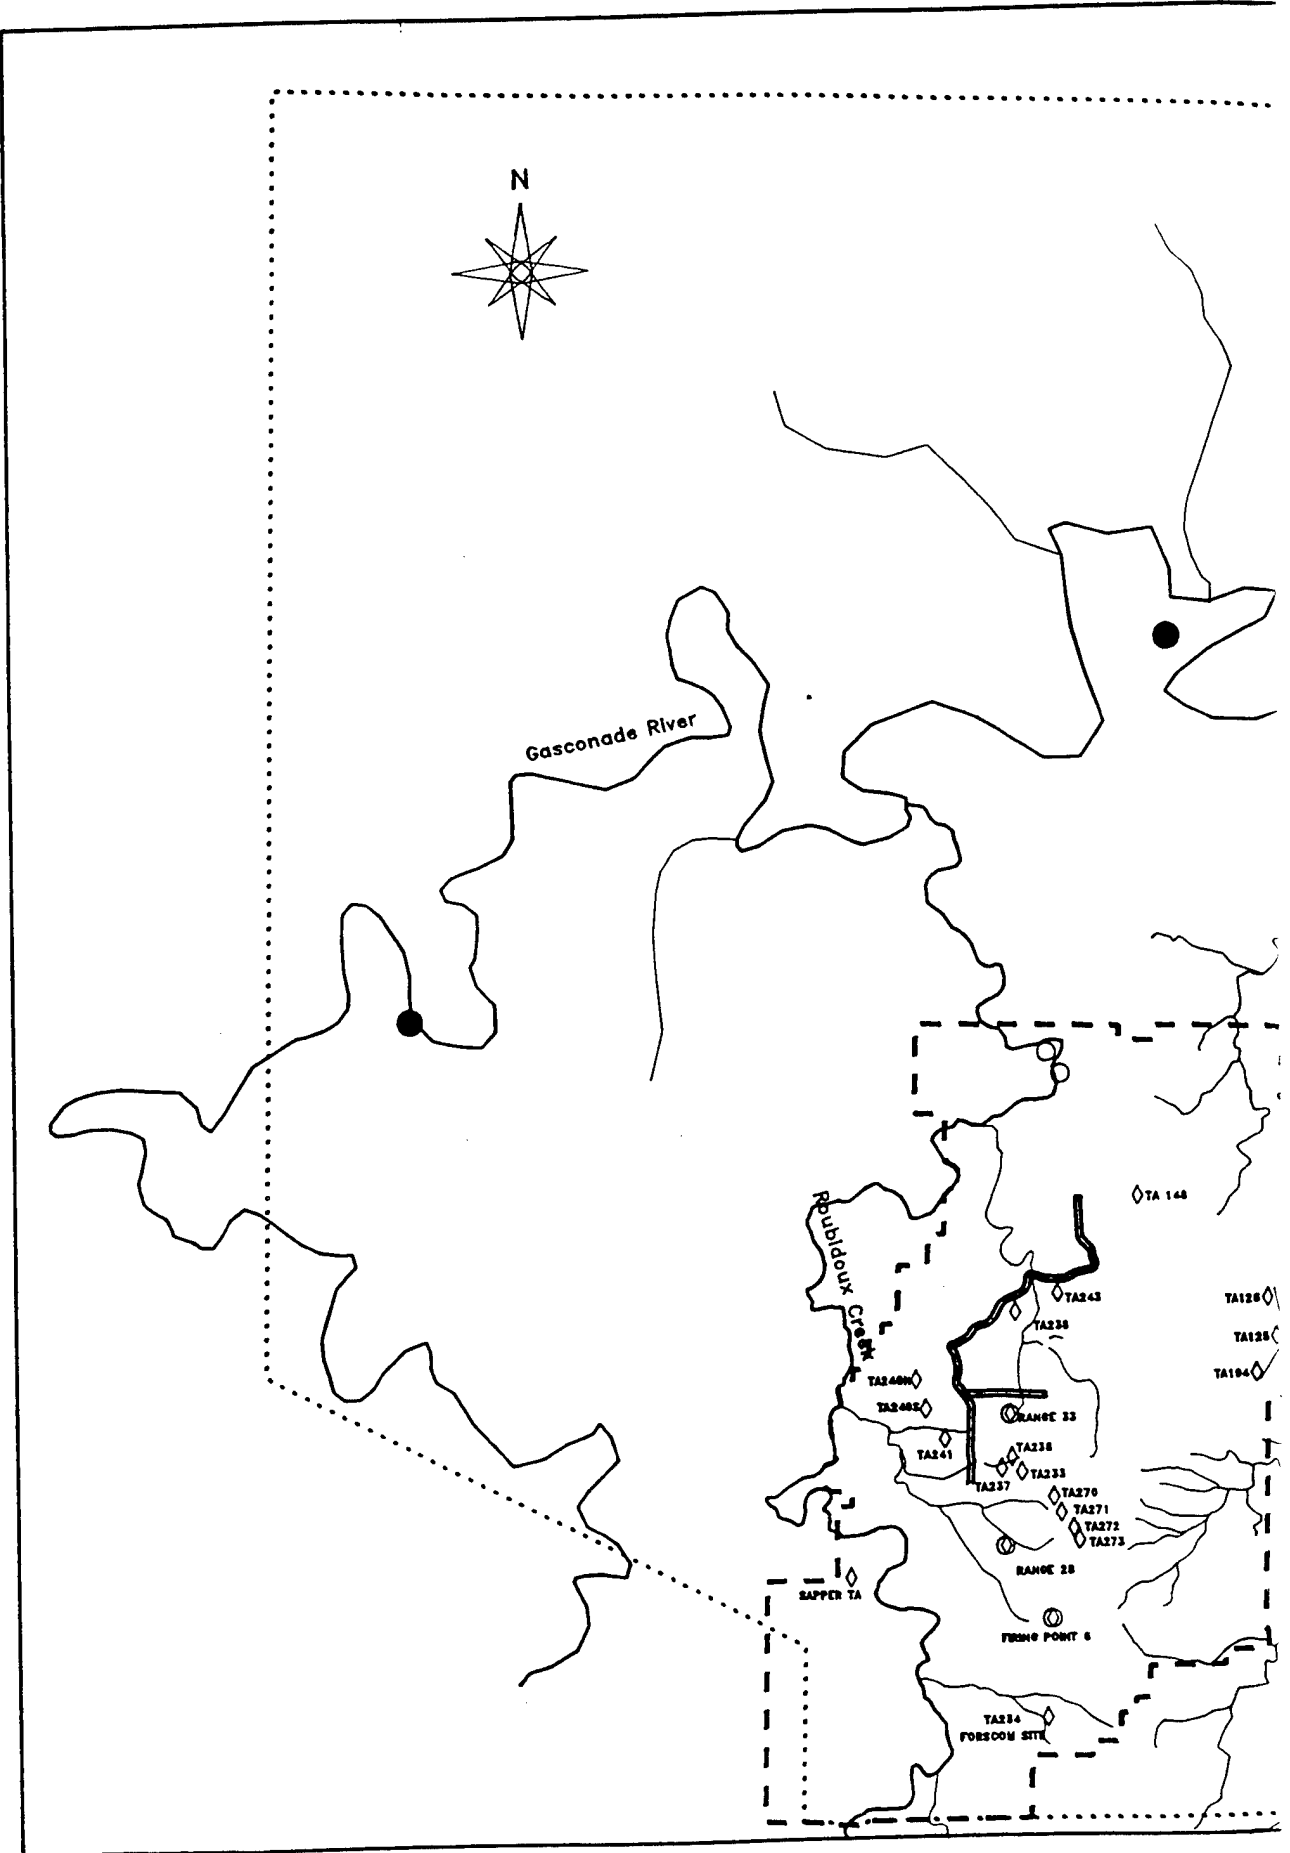 N
Gasconade River
Roubidoux Creek
TA 148
TA243
TA126
TA238
TA125
TA194
TA240N
TA240S
RANGE 33
TA241
TA236
TA233
TA237
TA270
TA271
TA272
TA273
RANGE 28
SAPPER TA
FIRING POINT 6
TA234
FORSCOM SITE